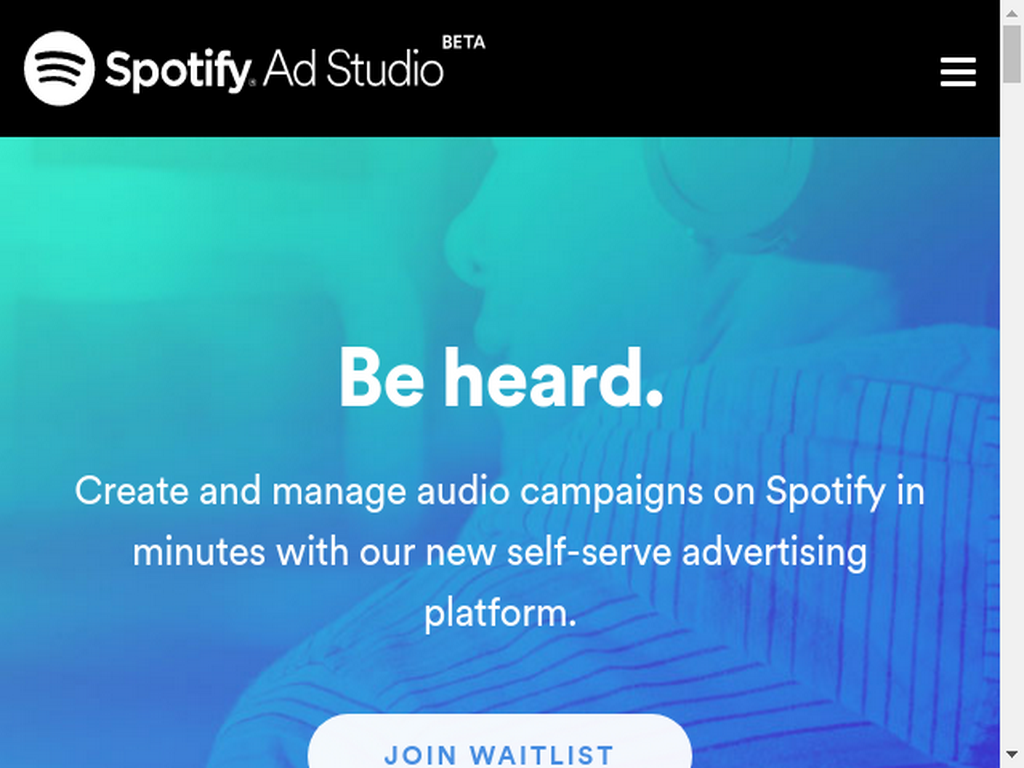 Spotify Ad Studio BETA
Be heard.
Create and manage audio campaigns on Spotify in
minutes with our new self-serve advertising
platform.
JOIN WAITLIST